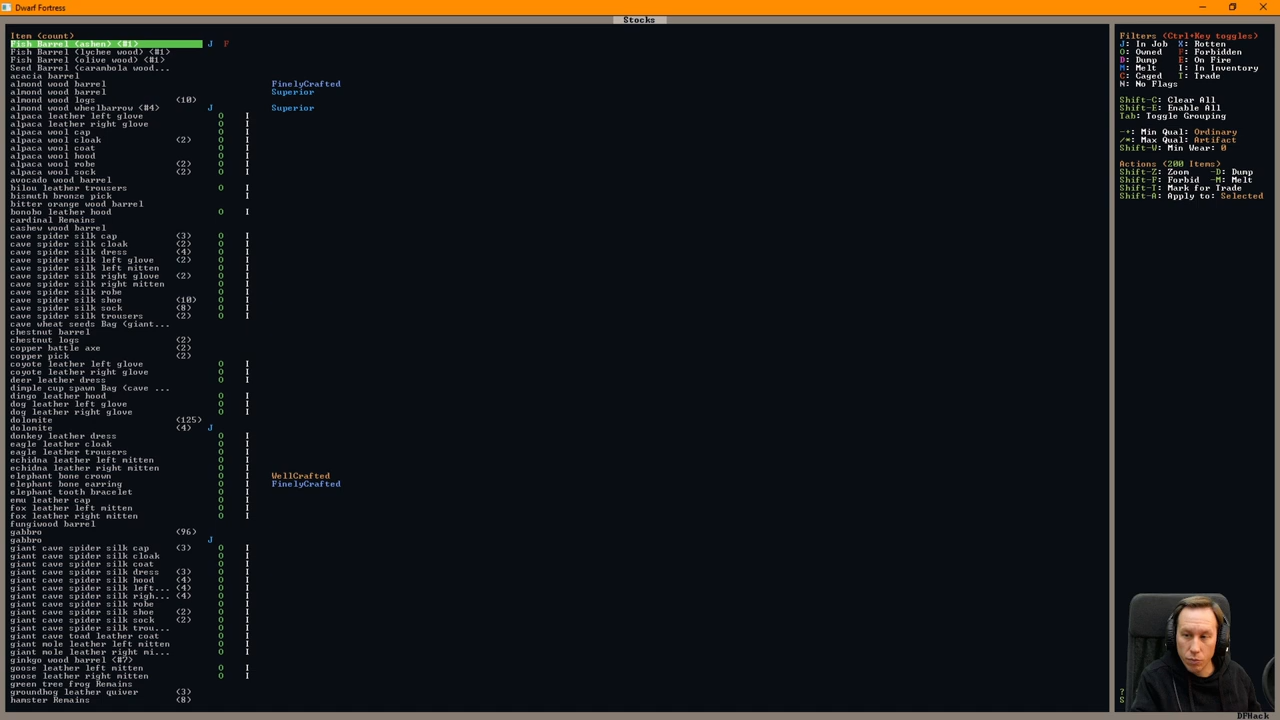 Dwarf Fortress
Stocks
Item (count)
Fish Barrel (ashen) (#1) J F
Fish Barrel (lychee wood) (#1)
Fish Barrel (olive wood) (#1)
Seed Barrel (carambola wood...
acacia barrel
almond wood barrel FinelyCrafted
almond wood barrel Superior
almond wood logs (10)
almond wood wheelbarrow (#4) J Superior
alpaca leather left glove O I
alpaca leather right glove O I
alpaca wool cap O I
alpaca wool cloak (2) O I
alpaca wool coat O I
alpaca wool hood O I
alpaca wool robe (2) O I
alpaca wool sock (2) O I
avocado wood barrel
bilou leather trousers O I
bismuth bronze pick I
bitter orange wood barrel
bonobo leather hood O I
cardinal Remains
cashew wood barrel
cave spider silk cap (3) O I
cave spider silk cloak (2) O I
cave spider silk dress (4) O I
cave spider silk left glove (2) O I
cave spider silk left mitten O I
cave spider silk right glove (2) O I
cave spider silk right mitten O I
cave spider silk robe O I
cave spider silk shoe (10) O I
cave spider silk sock (8) O I
cave spider silk trousers (2) O I
cave wheat seeds Bag (giant...
chestnut barrel
chestnut logs (2)
copper battle axe (2)
copper pick (2)
coyote leather left glove O I
coyote leather right glove O I
deer leather dress O I
dimple cup spawn Bag (cave ...
dingo leather hood O I
dog leather left glove O I
dog leather right glove O I
dolomite (125)
dolomite (4) J
donkey leather dress O I
eagle leather cloak O I
eagle leather trousers O I
echidna leather left mitten O I
echidna leather right mitten O I
elephant bone crown O I WellCrafted
elephant bone earring O I FinelyCrafted
elephant tooth bracelet O I
emu leather cap O I
fox leather left mitten O I
fox leather right mitten O I
fungiwood barrel
gabbro (96)
gabbro J
giant cave spider silk cap (3) O I
giant cave spider silk cloak O I
giant cave spider silk coat O I
giant cave spider silk dress (3) O I
giant cave spider silk hood (4) O I
giant cave spider silk left... (4) O I
giant cave spider silk righ... (4) O I
giant cave spider silk robe O I
giant cave spider silk shoe (2) O I
giant cave spider silk sock (2) O I
giant cave spider silk trou... O I
giant cave toad leather coat O I
giant mole leather left mitten O I
giant mole leather right mi... O I
ginkgo wood barrel (#7)
goose leather left mitten O I
goose leather right mitten O I
green tree frog Remains
groundhog leather quiver (3)
hamster Remains (8)
Filters (Ctrl+Key toggles)
J: In Job X: Rotten
O: Owned F: Forbidden
D: Dump E: On Fire
M: Melt I: In Inventory
C: Caged T: Trade
N: No Flags
Shift-C: Clear All
Shift-E: Enable All
Tab: Toggle Grouping
-+: Min Qual: Ordinary
/*: Max Qual: Artifact
Shift-W: Min Wear: 0
Actions (200 Items)
Shift-Z: Zoom -D: Dump
Shift-F: Forbid -M: Melt
Shift-T: Mark for Trade
Shift-A: Apply to: Selected
?
S
DFHack